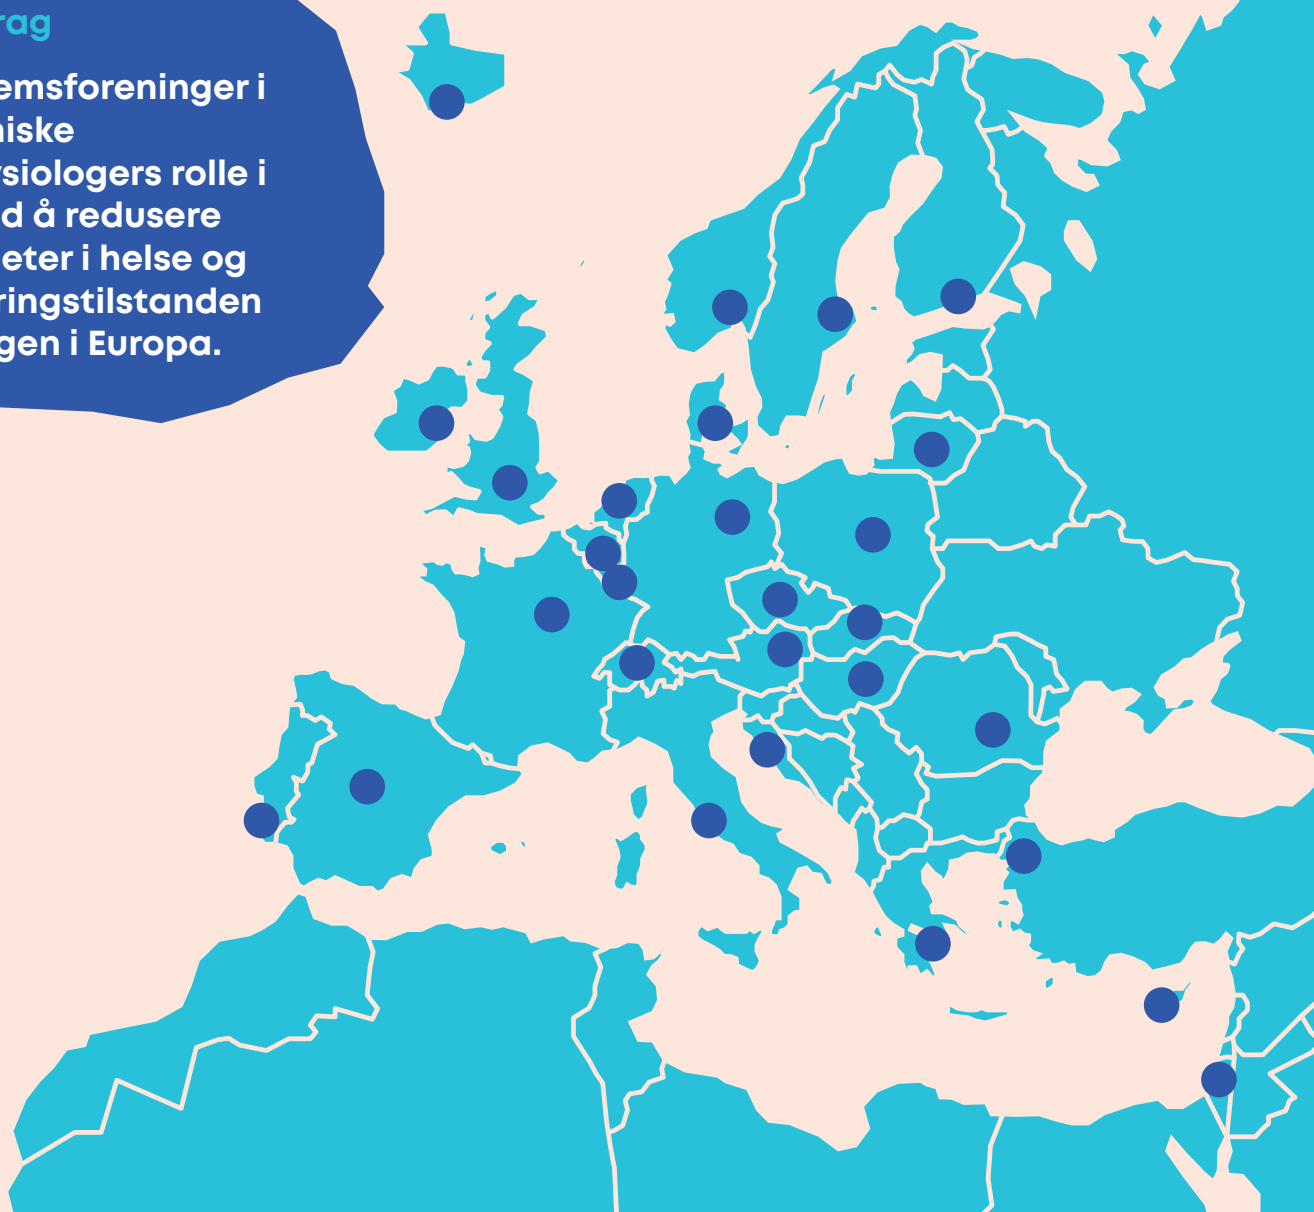 rag
emsforeninger i
niske
ysiologers rolle i
d å redusere
eter i helse og
ringstilstanden
gen i Europa.